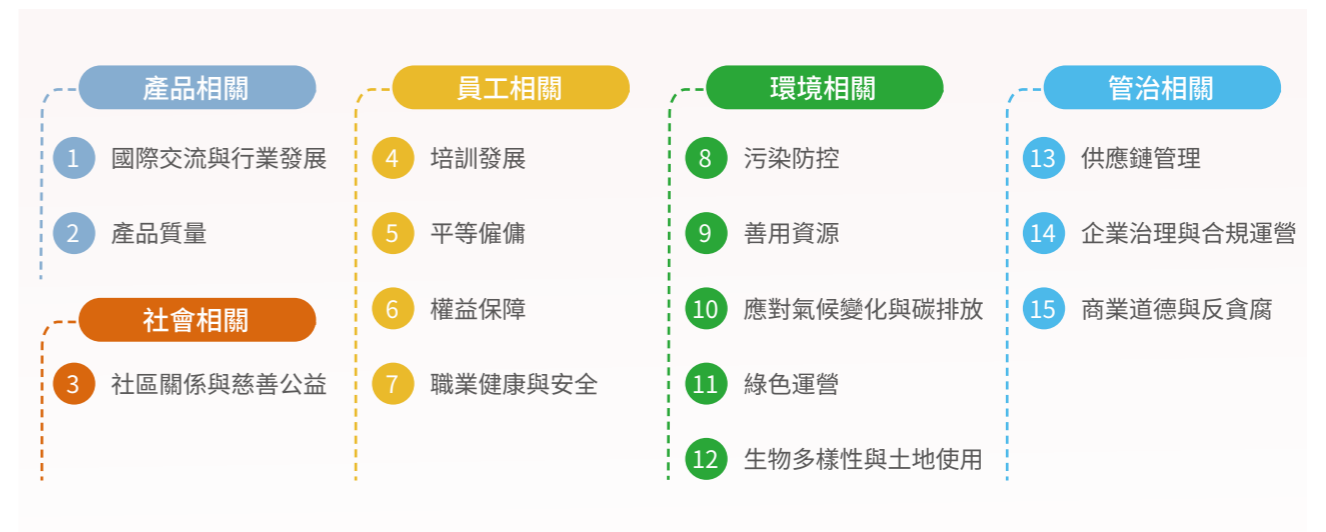 產品相關
1 國際交流與行業發展
2 產品質量
社會相關
3 社區關係與慈善公益
員工相關
4 培訓發展
5 平等僱傭
6 權益保障
7 職業健康與安全
環境相關
8 污染防控
9 善用資源
10 應對氣候變化與碳排放
11 綠色運營
12 生物多樣性與土地使用
管治相關
13 供應鏈管理
14 企業治理與合規運營
15 商業道德與反貪腐